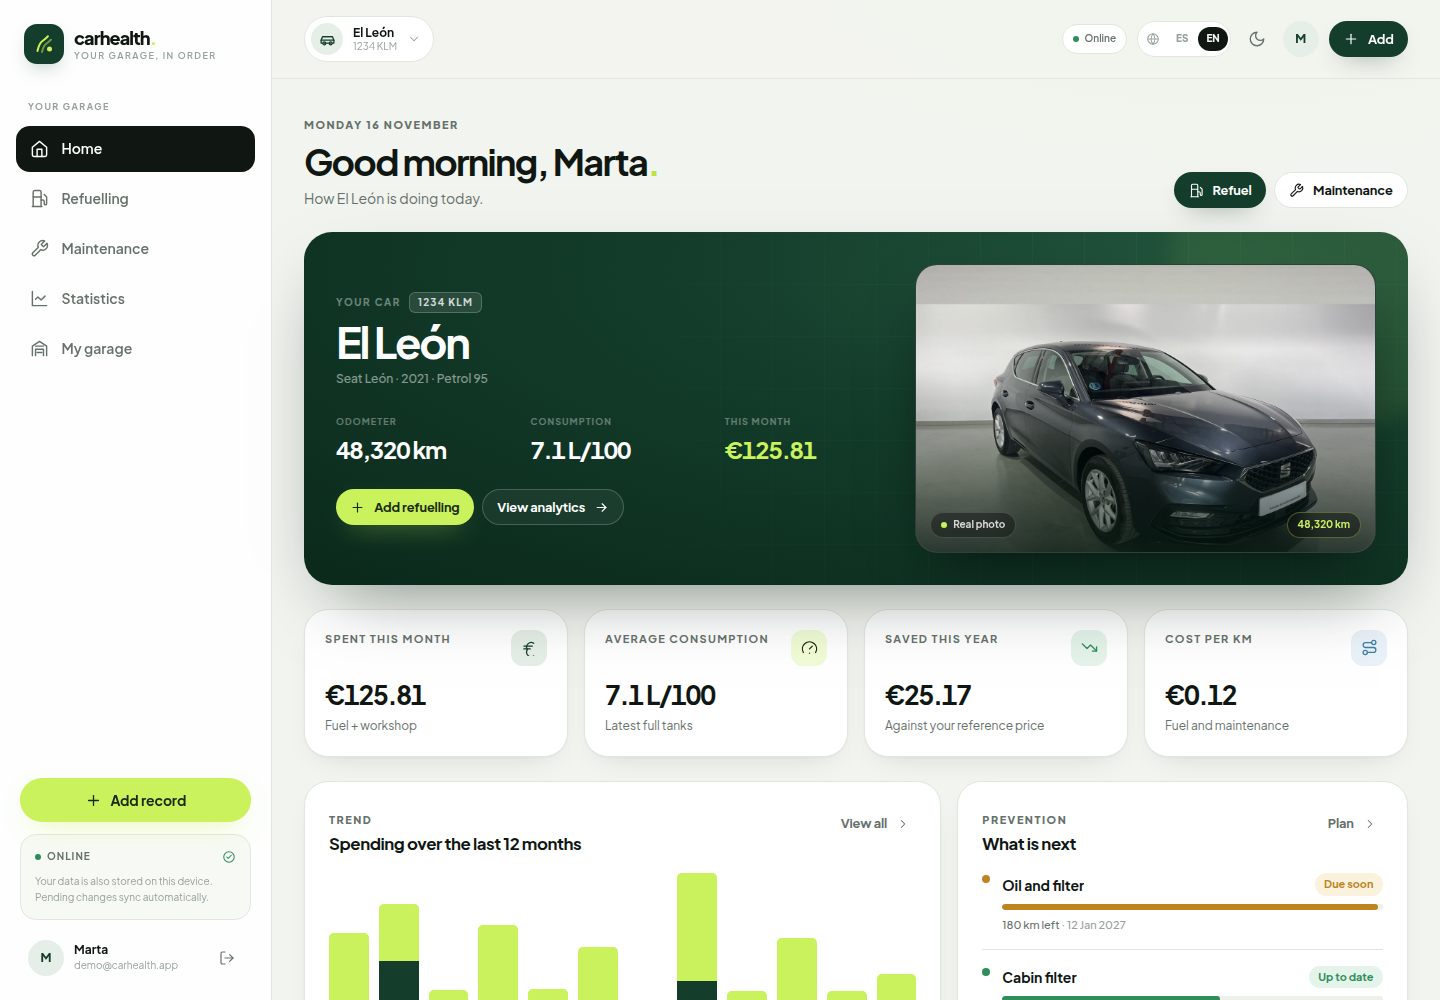 carhealth.
YOUR GARAGE, IN ORDER
YOUR GARAGE
Home
Refuelling
Maintenance
Statistics
My garage
Add record
ONLINE
Your data is also stored on this device.
Pending changes sync automatically.
M
Marta
demo@carhealth.app
El León
1234 KLM
Online
ES
EN
M
Add
MONDAY 16 NOVEMBER
Good morning, Marta.
How El León is doing today.
Refuel
Maintenance
YOUR CAR
1234 KLM
El León
Seat León · 2021 · Petrol 95
ODOMETER
48,320 km
CONSUMPTION
7.1 L/100
THIS MONTH
€125.81
Add refuelling
View analytics
Real photo
48,320 km
SPENT THIS MONTH
€125.81
Fuel + workshop
AVERAGE CONSUMPTION
7.1 L/100
Latest full tanks
SAVED THIS YEAR
€25.17
Against your reference price
COST PER KM
€0.12
Fuel and maintenance
TREND
Spending over the last 12 months
View all
PREVENTION
What is next
Plan
Oil and filter
Due soon
180 km left · 12 Jan 2027
Cabin filter
Up to date